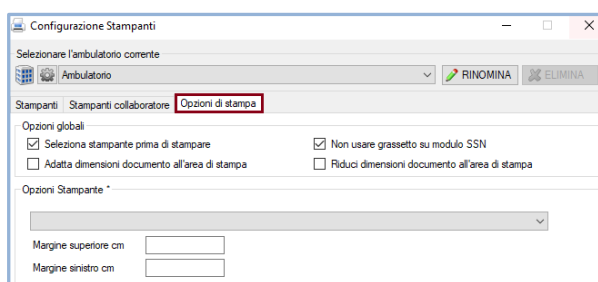 Configurazione Stampanti
Selezionare l'ambulatorio corrente
Ambulatorio RINOMINA ELIMINA
Stampanti Stampanti collaboratore Opzioni di stampa
Opzioni globali
Seleziona stampante prima di stampare Non usare grassetto su modulo SSN
Adatta dimensioni documento all'area di stampa Riduci dimensioni documento all'area di stampa
Opzioni Stampante *
Margine superiore cm
Margine sinistro cm